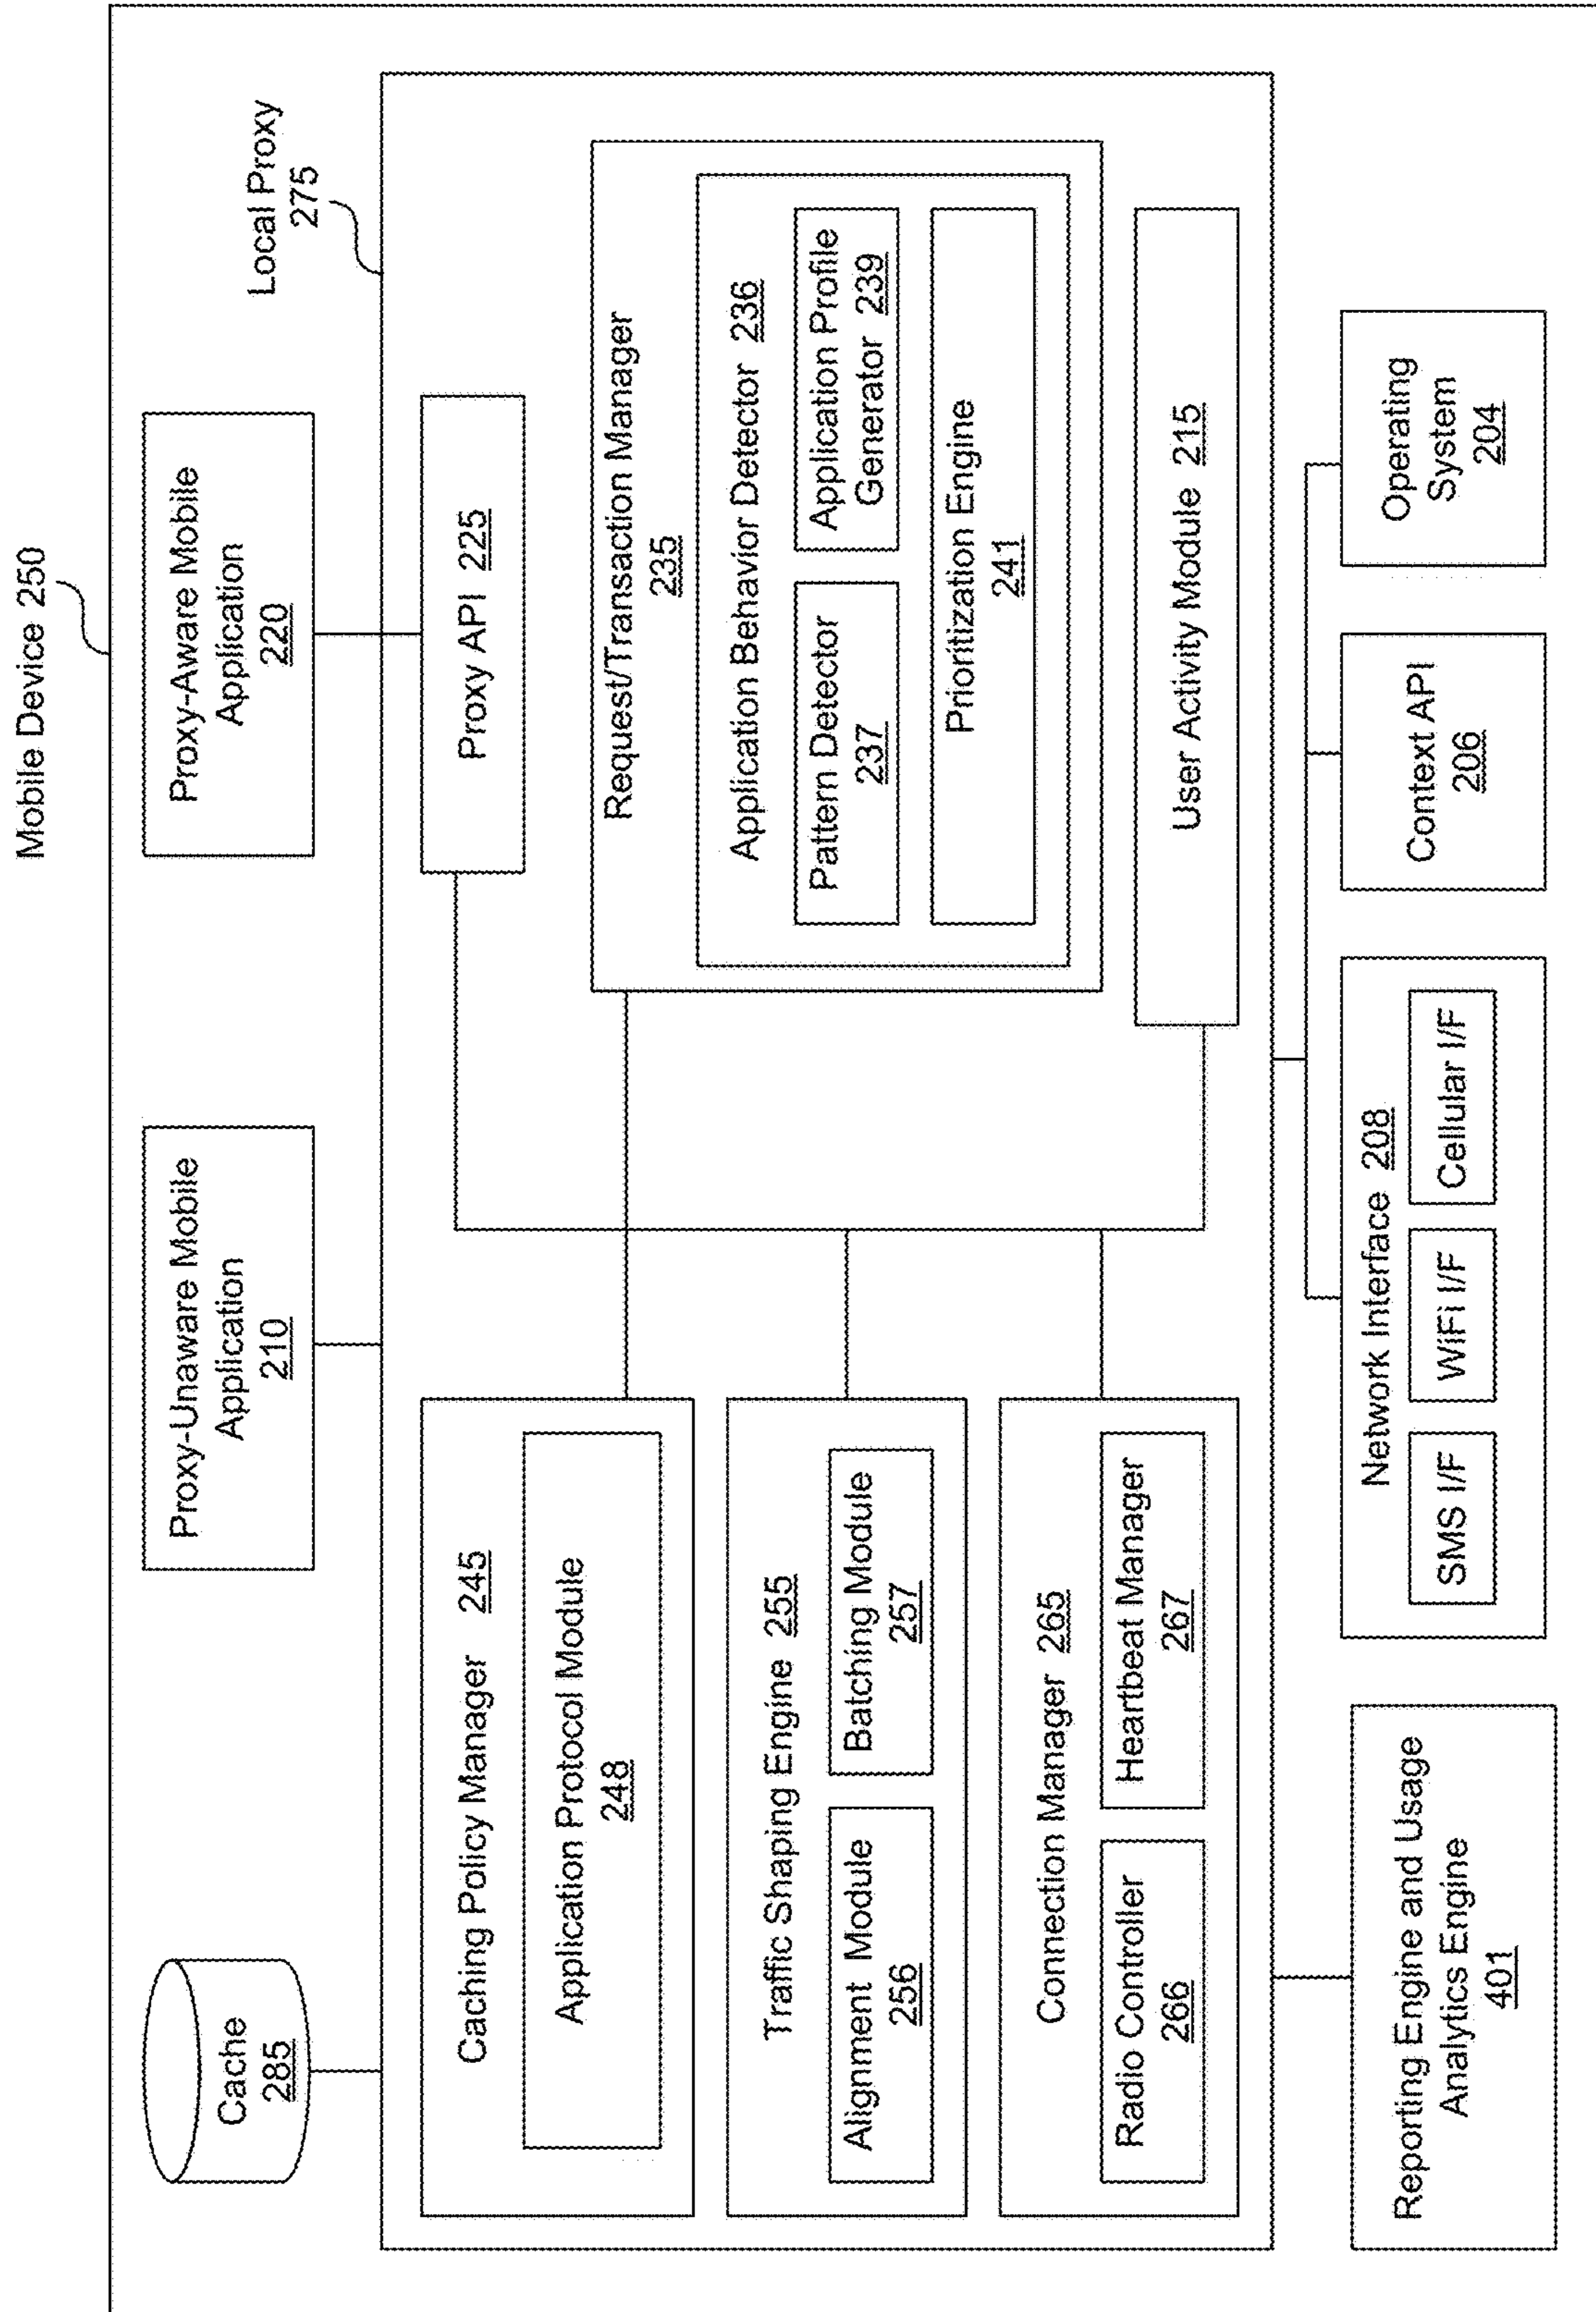 Mobile Device 250
Cache
285
Proxy-Unaware Mobile
Application
210
Proxy-Aware Mobile
Application
220
Local Proxy
275
Caching Policy Manager 245
Application Protocol Module
248
Proxy API 225
Traffic Shaping Engine 255
Alignment Module
256
Batching Module
257
Request/Transaction Manager
235
Application Behavior Detector 236
Pattern Detector
237
Application Profile
Generator 239
Prioritization Engine
241
Connection Manager 265
Radio Controller
266
Heartbeat Manager
267
User Activity Module 215
Reporting Engine and Usage
Analytics Engine
401
Network Interface 208
SMS I/F
WiFi I/F
Cellular I/F
Context API
206
Operating
System
204